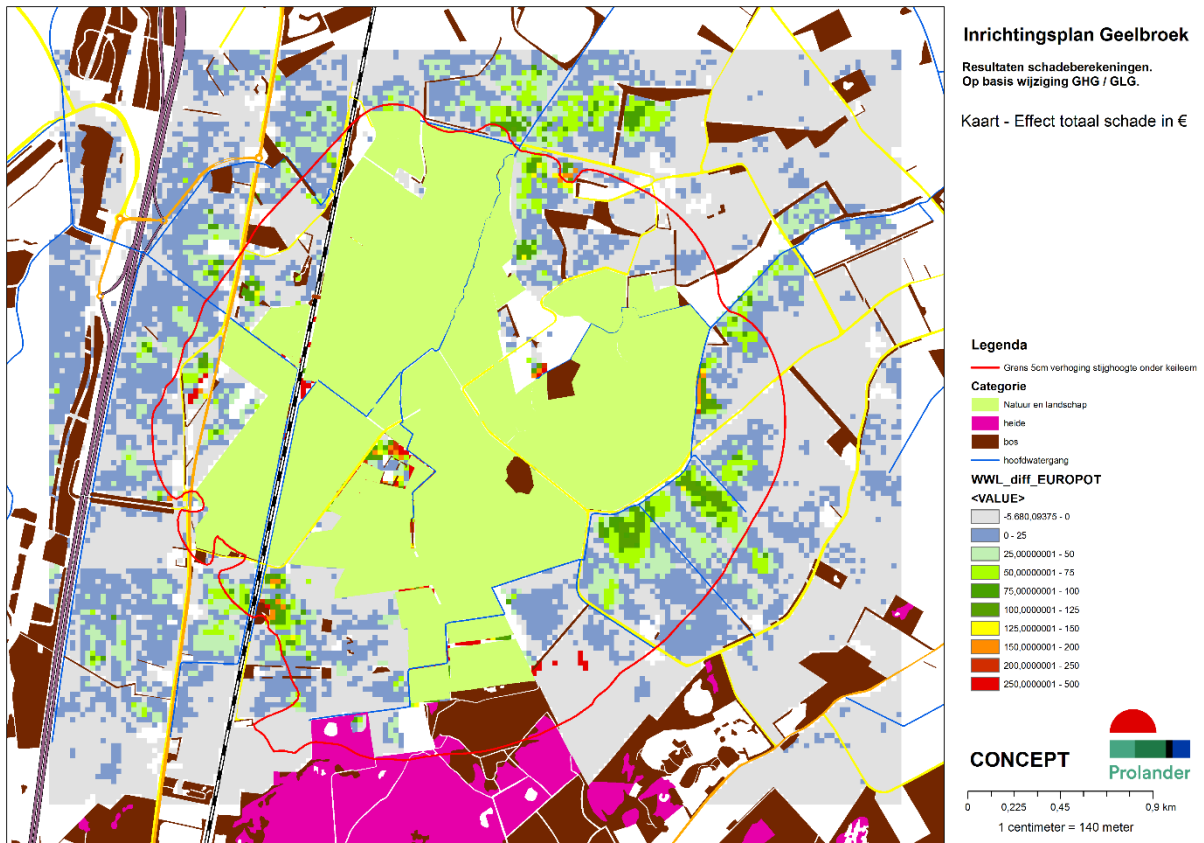 Inrichtingsplan Geelbroek
Resultaten schadeberekeningen.
Op basis wijziging GHG / GLG.
Kaart - Effect totaal schade in €
Legenda
Grens 5cm verhoging stijghoogte onder keileem
Categorie
Natuur en landschap
heide
bos
hoofdwatergang
WWL_diff_EUROPOT
<VALUE>
-5 680,09375 - 0
0 - 25
25,00000001 - 50
50,00000001 - 75
75,00000001 - 100
100,0000001 - 125
125,0000001 - 150
150,0000001 - 200
200,0000001 - 250
250,0000001 - 500
CONCEPT
Prolander
0 0,225 0,45 0,9 km
1 centimeter = 140 meter